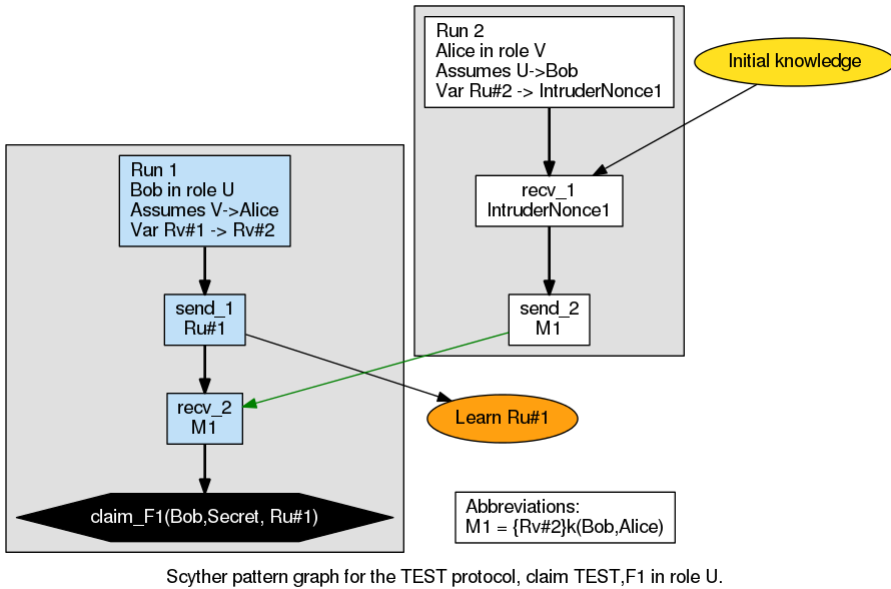 Run 2
Alice in role V
Assumes U->Bob
Var Ru#2 -> IntruderNonce1
Initial knowledge
Run 1
Bob in role U
Assumes V->Alice
Var Rv#1 -> Rv#2
recv_1
IntruderNonce1
send_1
Ru#1
send_2
M1
recv_2
M1
Learn Ru#1
claim_F1(Bob,Secret, Ru#1)
Abbreviations:
M1 = {Rv#2}k(Bob,Alice)
Scyther pattern graph for the TEST protocol, claim TEST,F1 in role U.